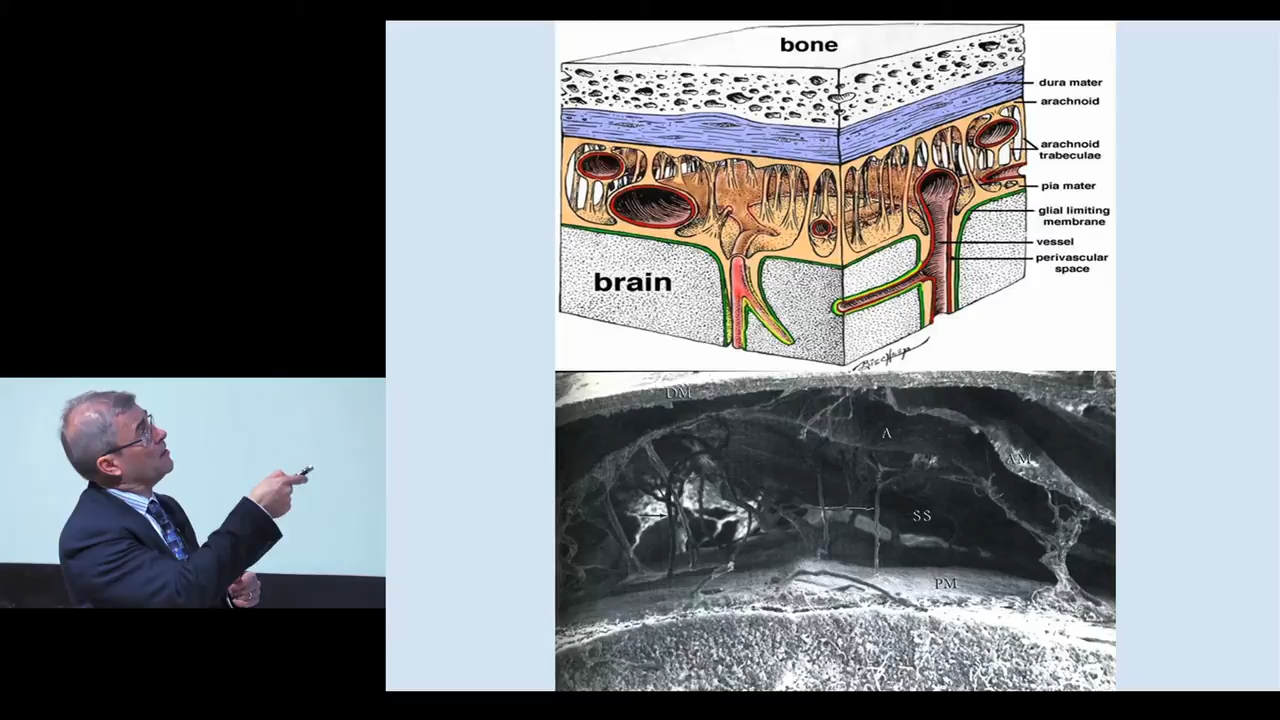 bone
dura mater
arachnoid
arachnoid
trabeculae
pia mater
glial limiting
membrane
vessel
perivascular
space
brain
DM
A
AM
SS
PM